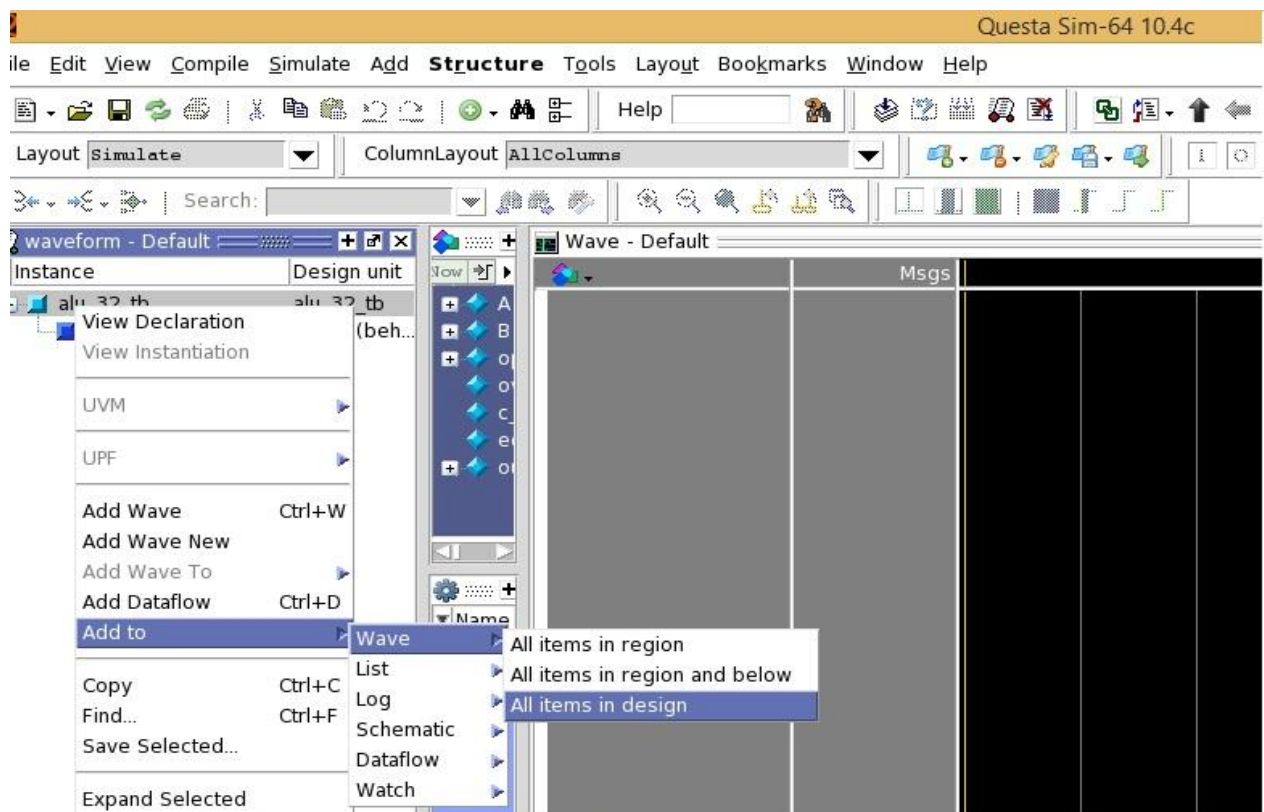 Questa Sim-64 10.4c
ile Edit View Compile Simulate Add Structure Tools Layout Bookmarks Window Help
Help
Layout Simulate ColumnLayout AllColumns
Search:
waveform - Default
Instance Design unit
alu_32_tb alu_32_tb
(beh...
View Declaration
View Instantiation
UVM
UPF
Add Wave Ctrl+W
Add Wave New
Add Wave To
Add Dataflow Ctrl+D
Add to
Copy Ctrl+C
Find... Ctrl+F
Save Selected...
Expand Selected
Wave
List
Log
Schematic
Dataflow
Watch
All items in region
All items in region and below
All items in design
Now
A
B
op
ov
c_
eq
Name
Wave - Default
Msgs